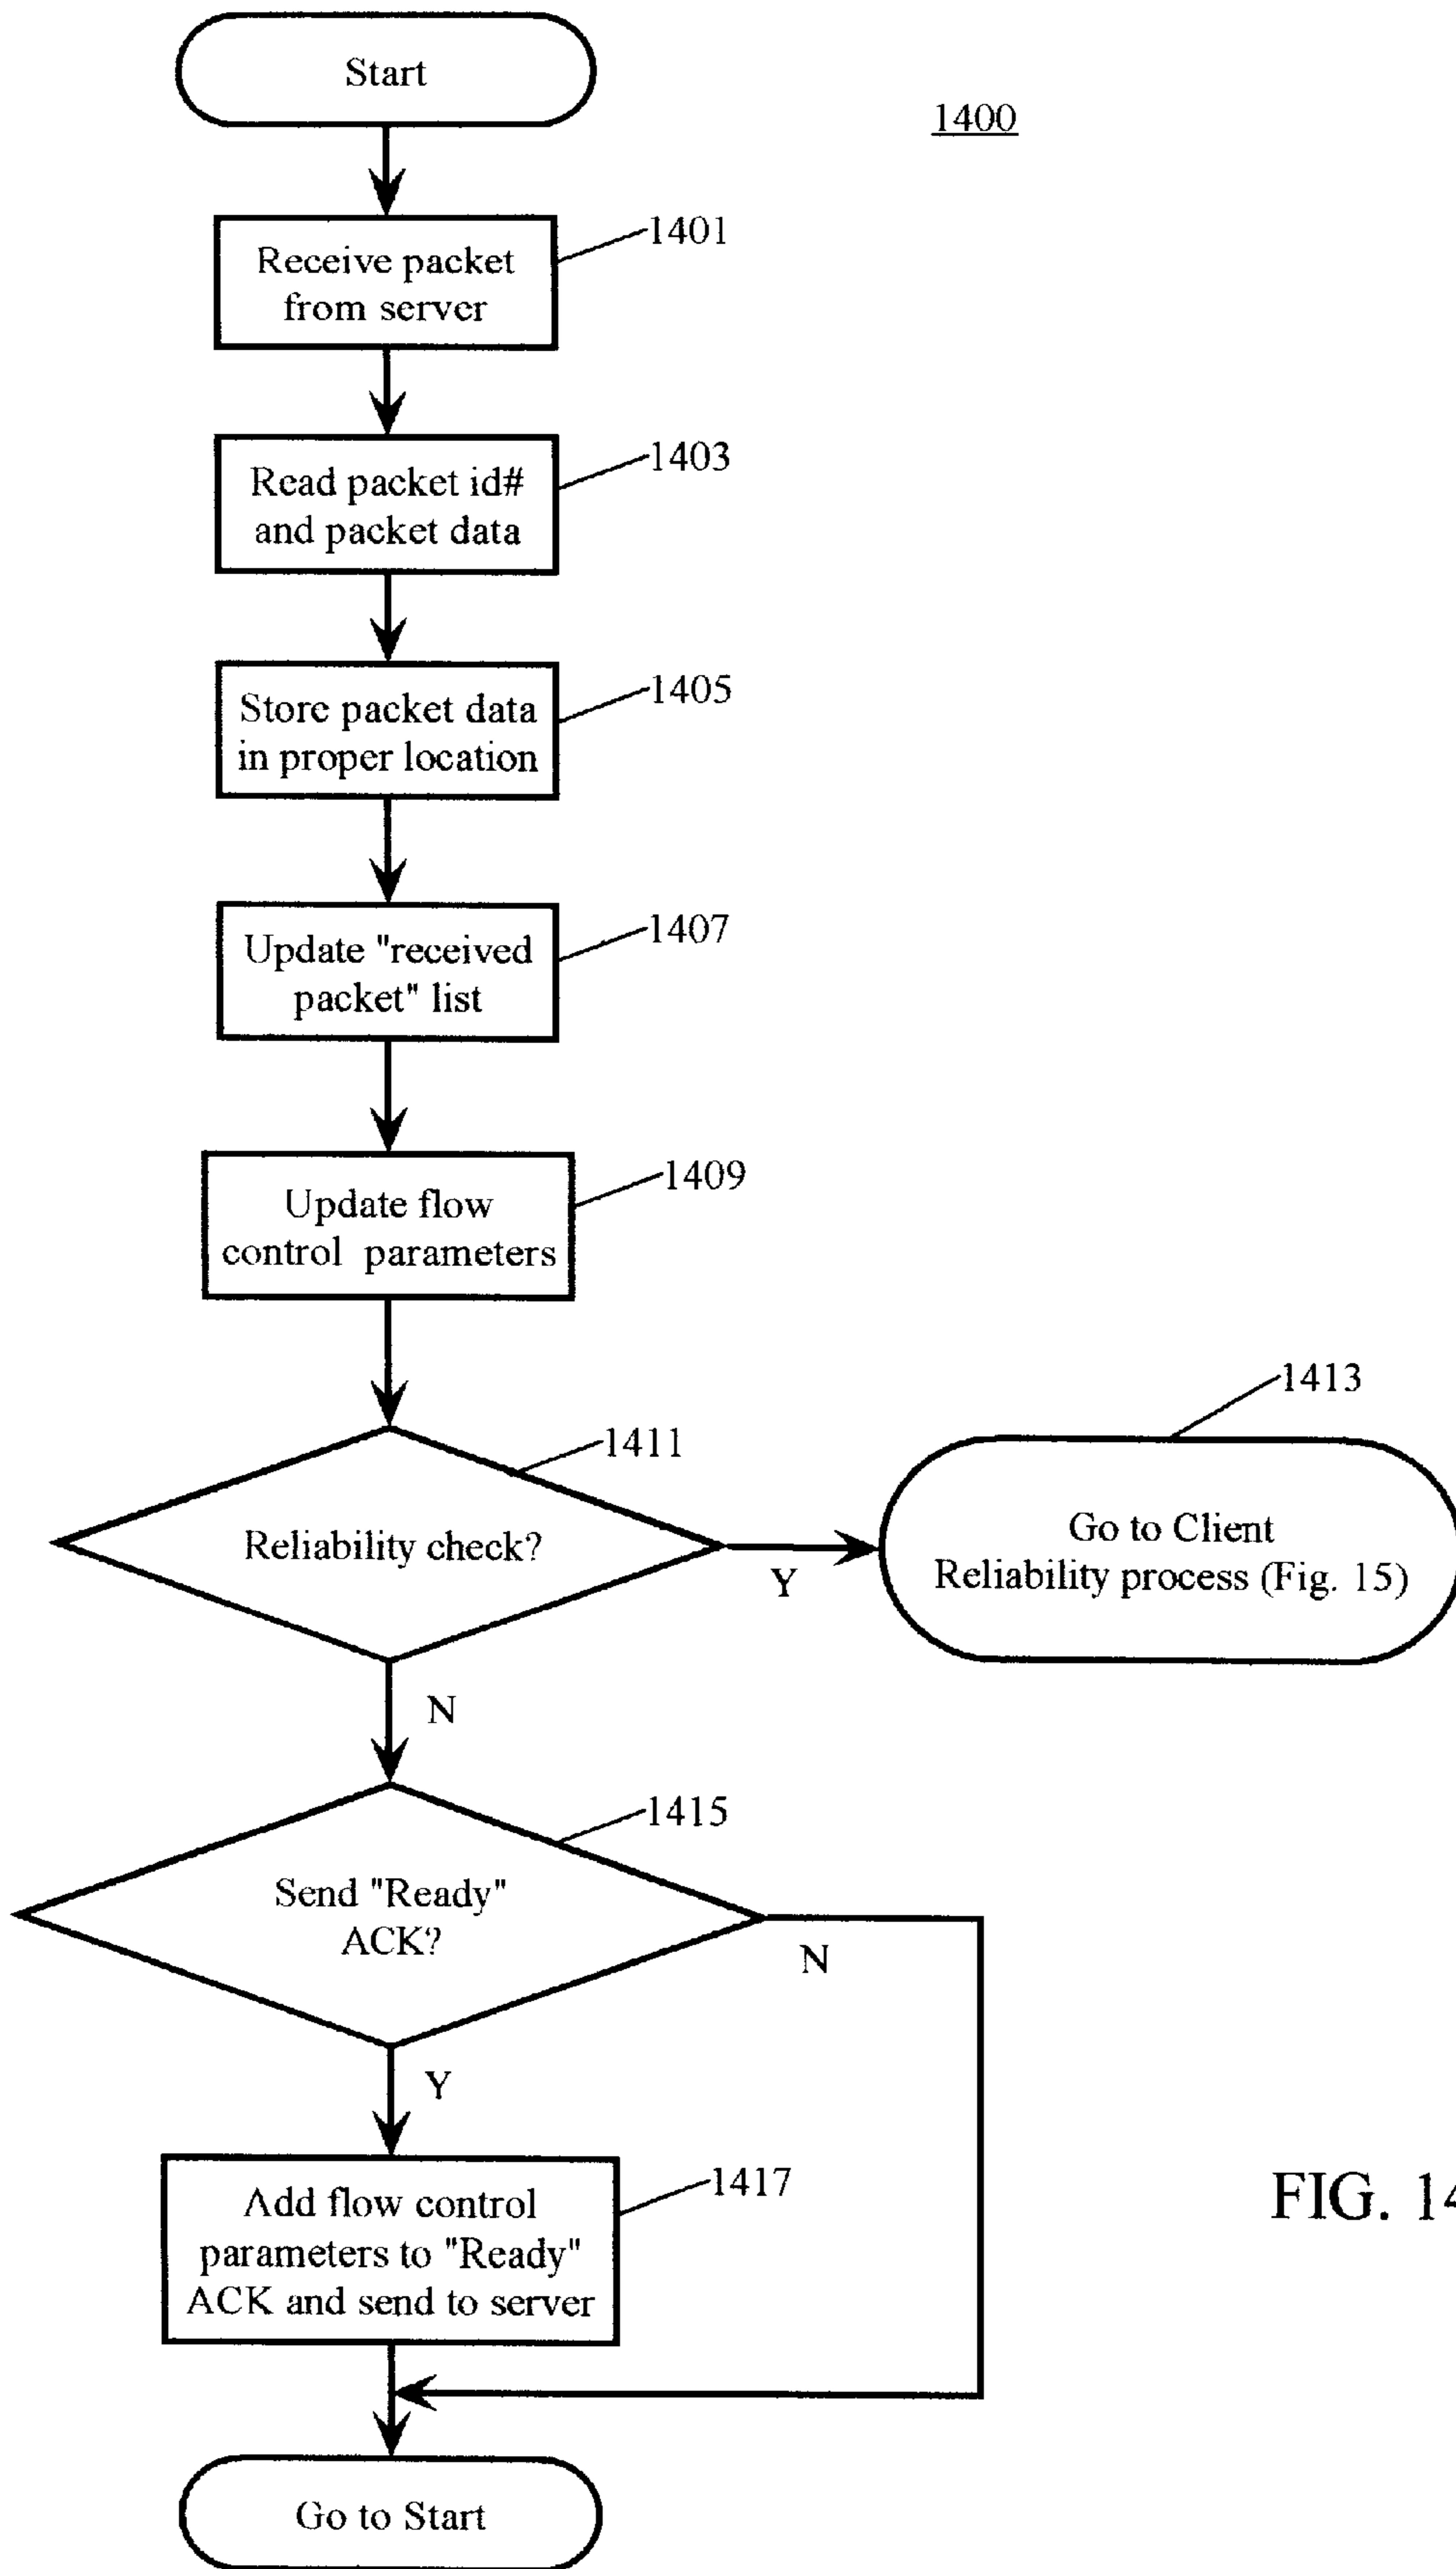 Start
1400
1401
Receive packet
from server
1403
Read packet id#
and packet data
1405
Store packet data
in proper location
1407
Update "received
packet" list
1409
Update flow
control parameters
1413
1411
Reliability check?
Y
Go to Client
Reliability process (Fig. 15)
N
1415
Send "Ready"
ACK?
N
Y
1417
Add flow control
parameters to "Ready"
ACK and send to server
FIG. 14
Go to Start